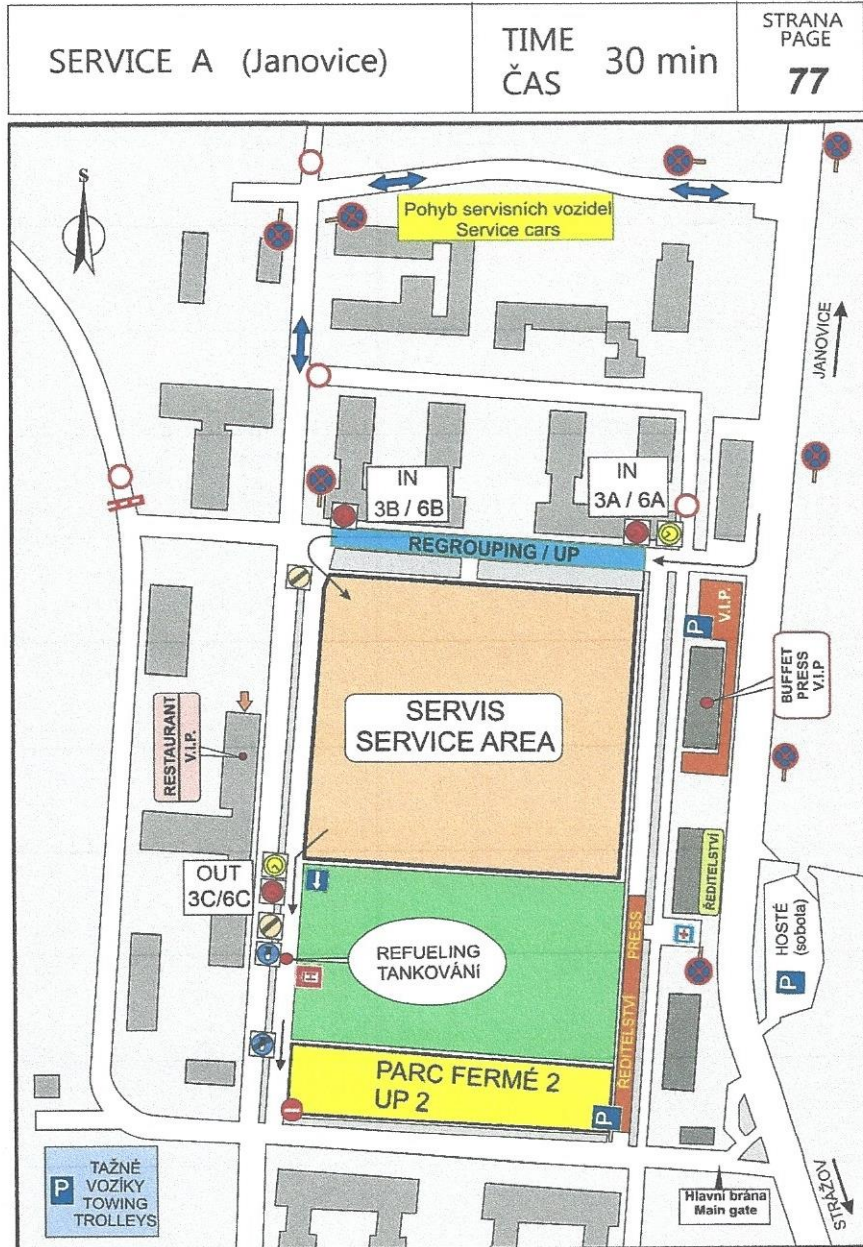 SERVICE A (Janovice)
TIME
ČAS
30 min
STRANA
PAGE
77
S
Pohyb servisních vozidel
Service cars
JANOVICE
IN
3B / 6B
IN
3A / 6A
REGROUPING / UP
V.I.P.
P
BUFFET
PRESS
V.I.P
SERVIS
SERVICE AREA
RESTAURANT
V.I.P.
OUT
3C/6C
ŘEDITELSTVÍ
HOSTÉ
(sobota)
P
REFUELING
TANKOVÁNÍ
H
ŘEDITELSTVÍ PRESS
PARC FERMÉ 2
UP 2
P
P
TAŽNÉ
VOZÍKY
TOWING
TROLLEYS
Hlavní brána
Main gate
STRÁŽOV